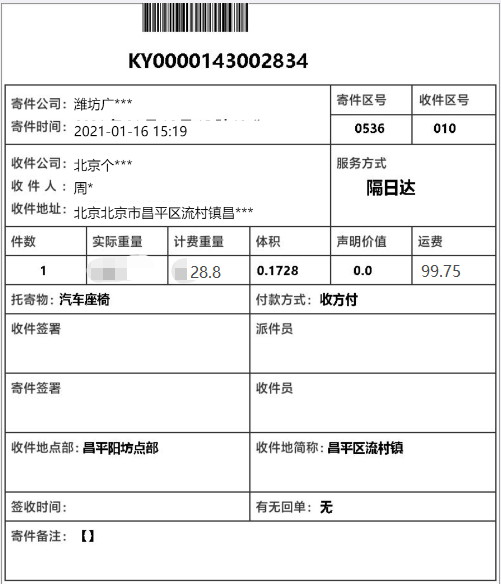 KY0000143002834
寄件公司：潍坊广***
寄件时间：2021-01-16 15:19
寄件区号 收件区号
0536 010
收件公司：北京个***
收 件 人：周*
收件地址：北京北京市昌平区流村镇昌***
服务方式
隔日达
件数 实际重量 计费重量 体积 声明价值 运费
1 28.8 0.1728 0.0 99.75
托寄物：汽车座椅 付款方式：收方付
收件签署 派件员
寄件签署 收件员
收件地点部：昌平阳坊点部 收件地简称：昌平区流村镇
签收时间： 有无回单：无
寄件备注：【】